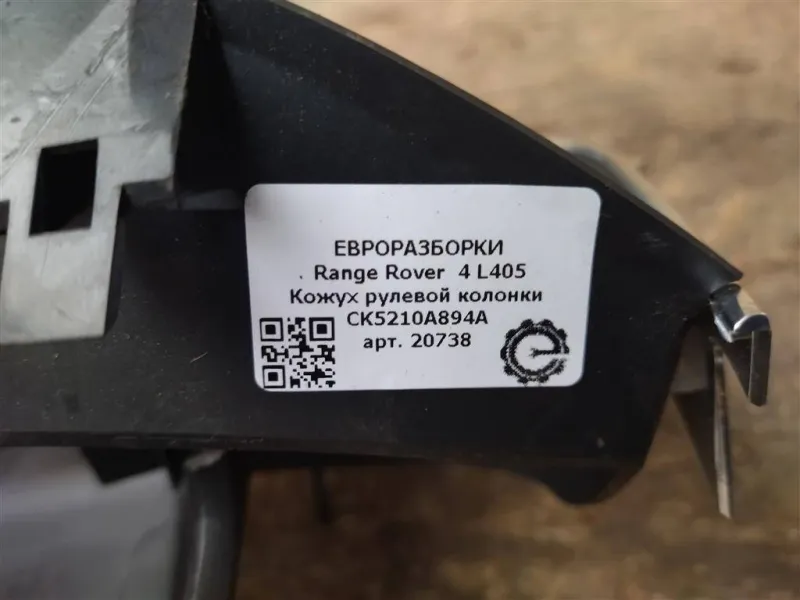 ЕВРОРАЗБОРКИ
Range Rover 4 L405
Кожух рулевой колонки
CK5210A894A
арт. 20738